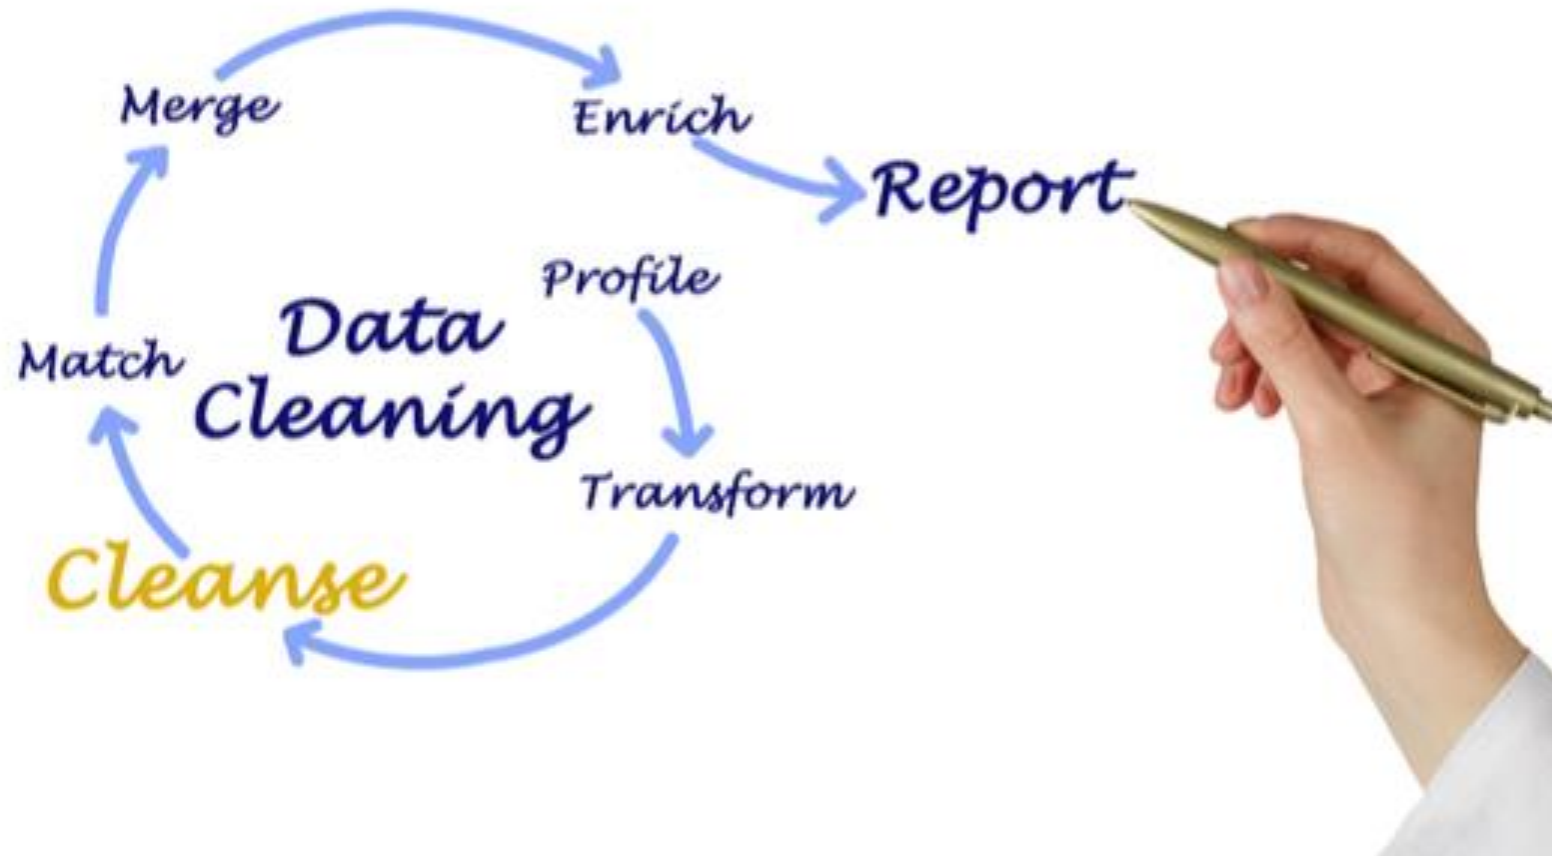 Merge
Enrich
Report
Profile
Data
Cleaning
Match
Transform
Cleanse